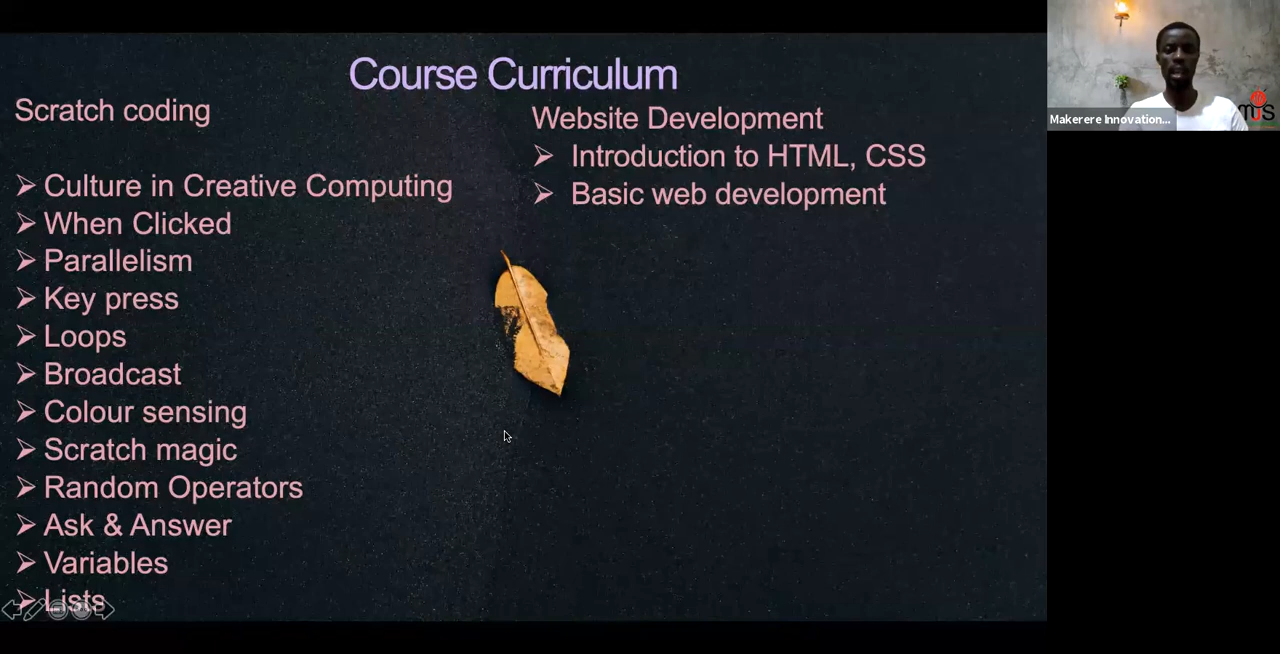 Course Curriculum
Scratch coding
➢ Culture in Creative Computing
➢ When Clicked
➢ Parallelism
➢ Key press
➢ Loops
➢ Broadcast
➢ Colour sensing
➢ Scratch magic
➢ Random Operators
➢ Ask & Answer
➢ Variables
➢ Lists
Website Development
➢ Introduction to HTML, CSS
➢ Basic web development
Makerere Innovation...